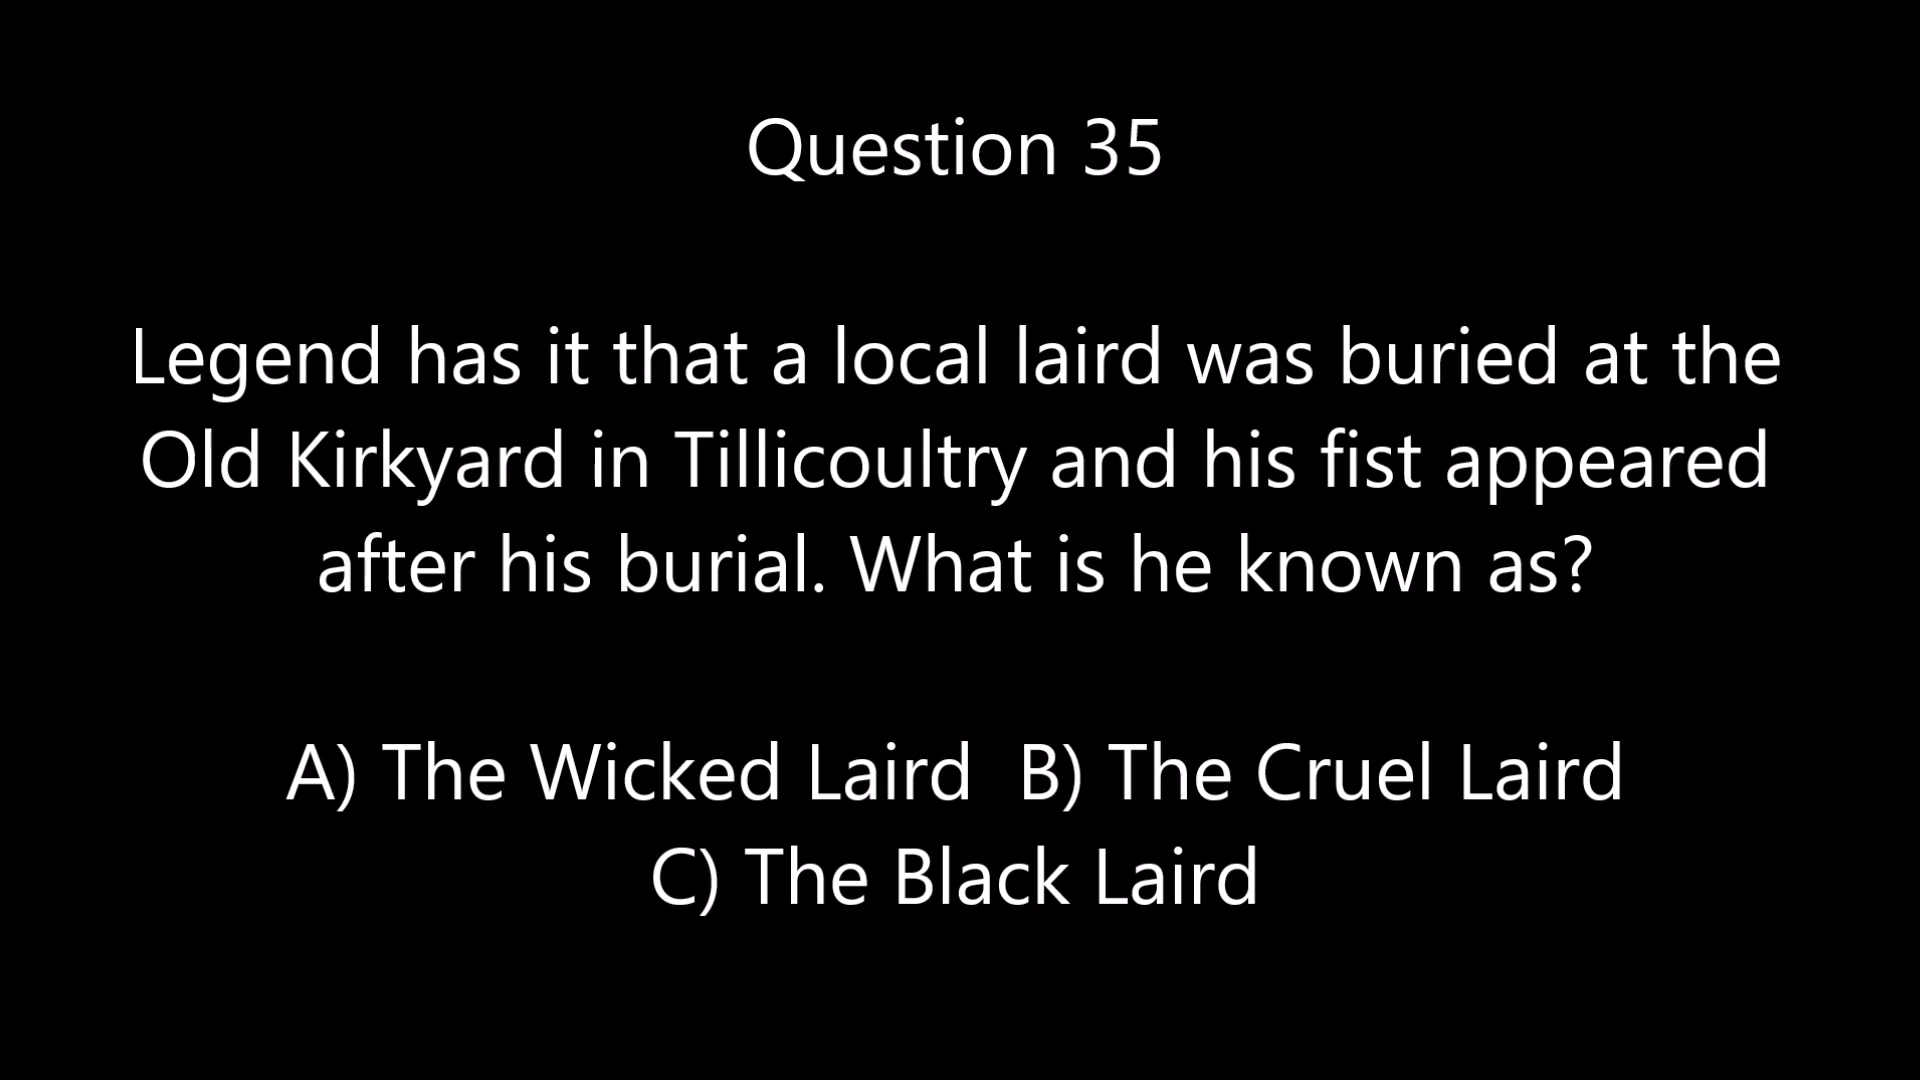 Question 35
Legend has it that a local laird was buried at the
Old Kirkyard in Tillicoultry and his fist appeared
after his burial. What is he known as?
A) The Wicked Laird  B) The Cruel Laird
C) The Black Laird